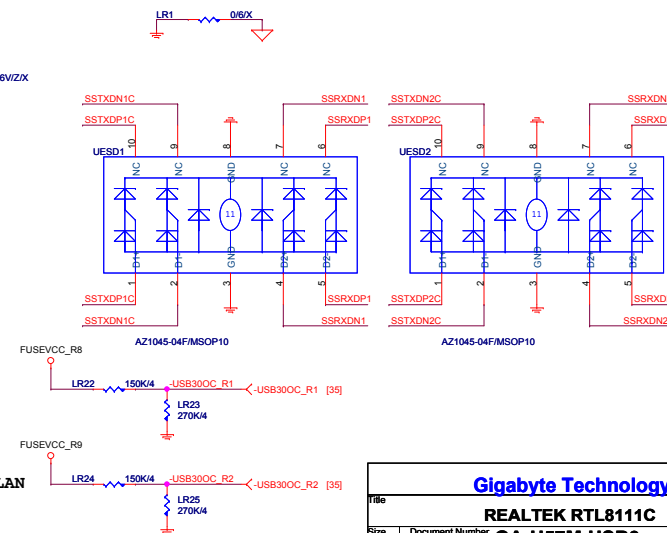 LR1 0/6/X
6V/Z/X
SSTXDN1C SSRXDN1 SSTXDN2C SSRXDN
SSTXDP1C SSRXDP1 SSTXDP2C SSRXD
10 9 8 7 6 10 9 8 7 6
UESD1 UESD2
NC NC GND NC NC NC NC GND NC NC
11 11
D1+ D1- GND D2+ D2- D1+ D1- GND D2+ D2-
1 2 3 4 5 1 2 3 4 5
SSTXDP1C SSRXDP1 SSTXDP2C SSRXD
SSTXDN1C SSRXDN1 SSTXDN2C SSRXDN2
AZ1045-04F/MSOP10 AZ1045-04F/MSOP10
FUSEVCC_R8
LR22 150K/4 -USB30OC_R1 -USB30OC_R1 [35]
LR23
270K/4
FUSEVCC_R9
LAN LR24 150K/4 -USB30OC_R2 -USB30OC_R2 [35]
LR25
270K/4
Gigabyte Technology
Title
REALTEK RTL8111C
Size Document Number